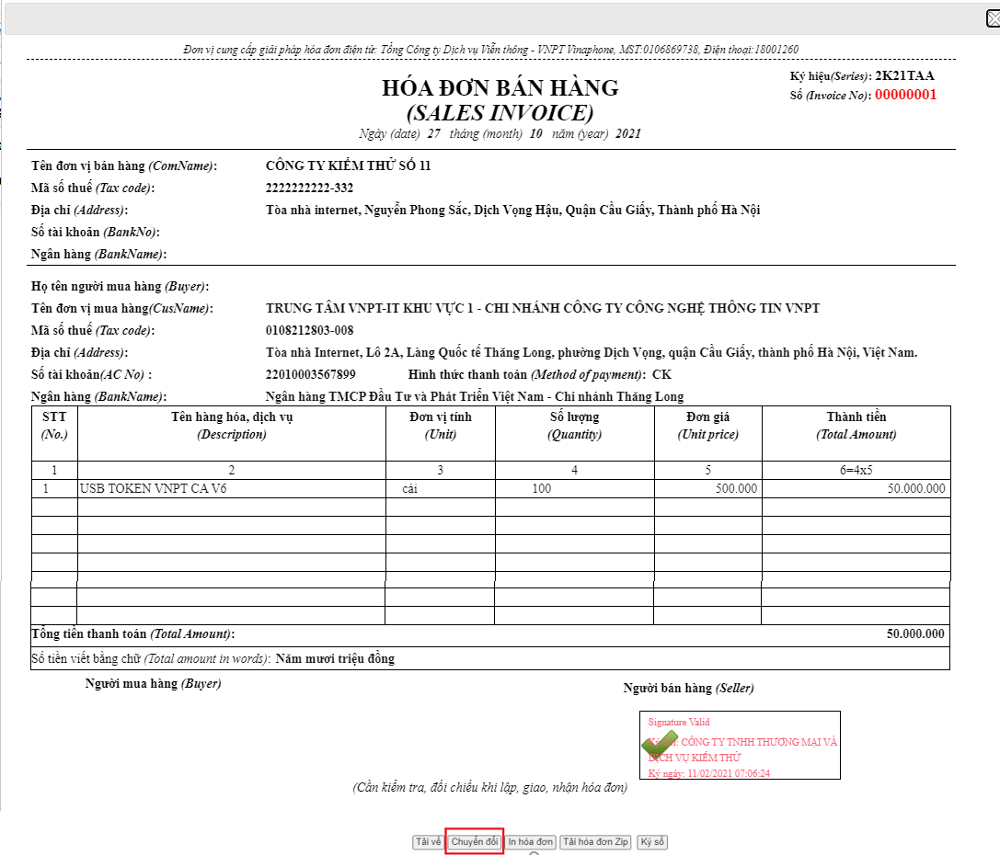 Đơn vị cung cấp giải pháp hóa đơn điện tử: Tổng Công ty Dịch vụ Viễn thông - VNPT Vinaphone, MST:0106869738, Điện thoại:18001260
Ký hiệu(Series): 2K21TAA
HÓA ĐƠN BÁN HÀNG
Số (Invoice No): 00000001
(SALES INVOICE)
Ngày (date) 27 tháng (month) 10 năm (year) 2021
Tên đơn vị bán hàng (ComName): CÔNG TY KIỂM THỬ SỐ 11
Mã số thuế (Tax code): 2222222222-332
Địa chỉ (Address): Tòa nhà internet, Nguyễn Phong Sắc, Dịch Vọng Hậu, Quận Cầu Giấy, Thành phố Hà Nội
Số tài khoản (BankNo):
Ngân hàng (BankName):
Họ tên người mua hàng (Buyer):
Tên đơn vị mua hàng(CusName): TRUNG TÂM VNPT-IT KHU VỰC 1 - CHI NHÁNH CÔNG TY CÔNG NGHỆ THÔNG TIN VNPT
Mã số thuế (Tax code): 0108212803-008
Địa chỉ (Address): Tòa nhà Internet, Lô 2A, Làng Quốc tế Thăng Long, phường Dịch Vọng, quận Cầu Giấy, thành phố Hà Nội, Việt Nam.
Số tài khoản(AC No) : 22010003567899 Hình thức thanh toán (Method of payment): CK
Ngân hàng (BankName): Ngân hàng TMCP Đầu Tư và Phát Triển Việt Nam - Chi nhánh Thăng Long
STT Tên hàng hóa, dịch vụ Đơn vị tính Số lượng Đơn giá Thành tiền
(No.) (Description) (Unit) (Quantity) (Unit price) (Total Amount)
1 2 3 4 5 6=4x5
1 USB TOKEN VNPT CA V6 cái 100 500.000 50.000.000
Tổng tiền thanh toán (Total Amount): 50.000.000
Số tiền viết bằng chữ (Total amount in words): Năm mươi triệu đồng
Người mua hàng (Buyer) Người bán hàng (Seller)
Signature Valid
Ký bởi: CÔNG TY TNHH THƯƠNG MẠI VÀ
DỊCH VỤ KIỂM THỬ
Ký ngày: 11/02/2021 07:06:24
(Cần kiểm tra, đối chiếu khi lập, giao, nhận hóa đơn)
Tải về Chuyển đổi In hóa đơn Tải hóa đơn Zip Ký số